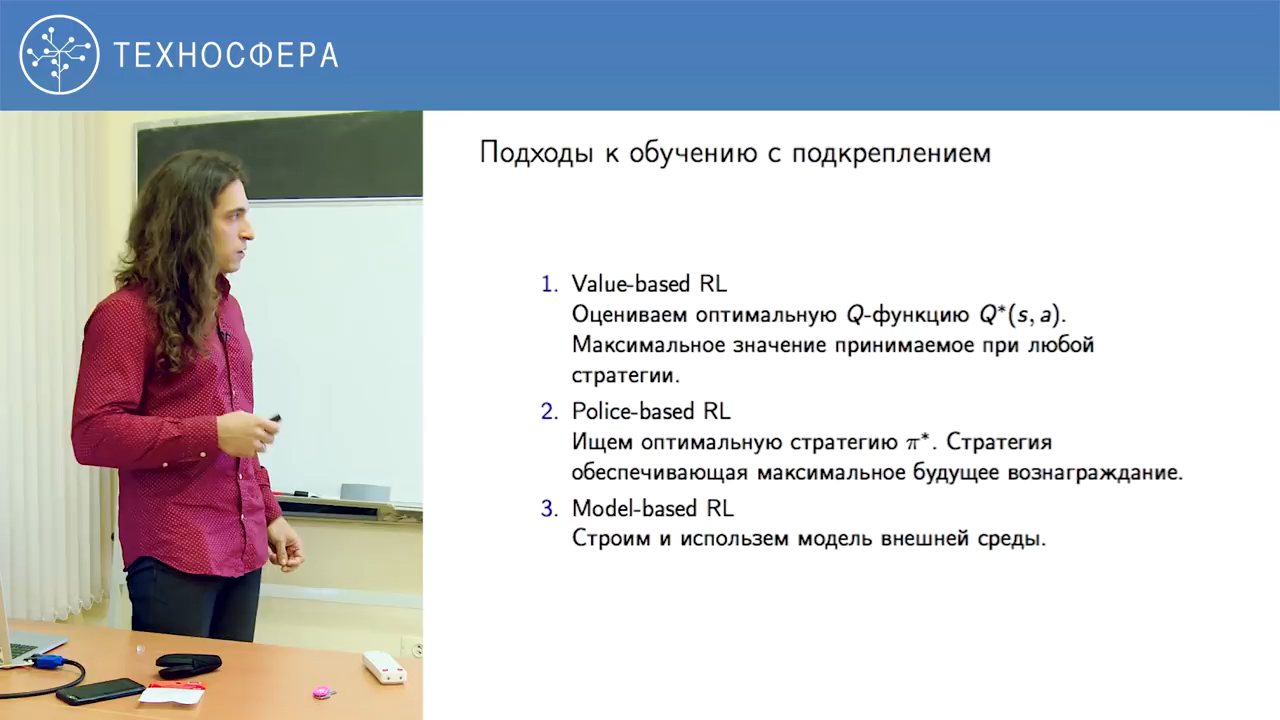 ТЕХНОСФЕРА
Подходы к обучению с подкреплением
1. Value-based RL
Оцениваем оптимальную Q-функцию Q*(s, a).
Максимальное значение принимаемое при любой
стратегии.
2. Police-based RL
Ищем оптимальную стратегию π*. Стратегия
обеспечивающая максимальное будущее вознаграждание.
3. Model-based RL
Строим и использем модель внешней среды.